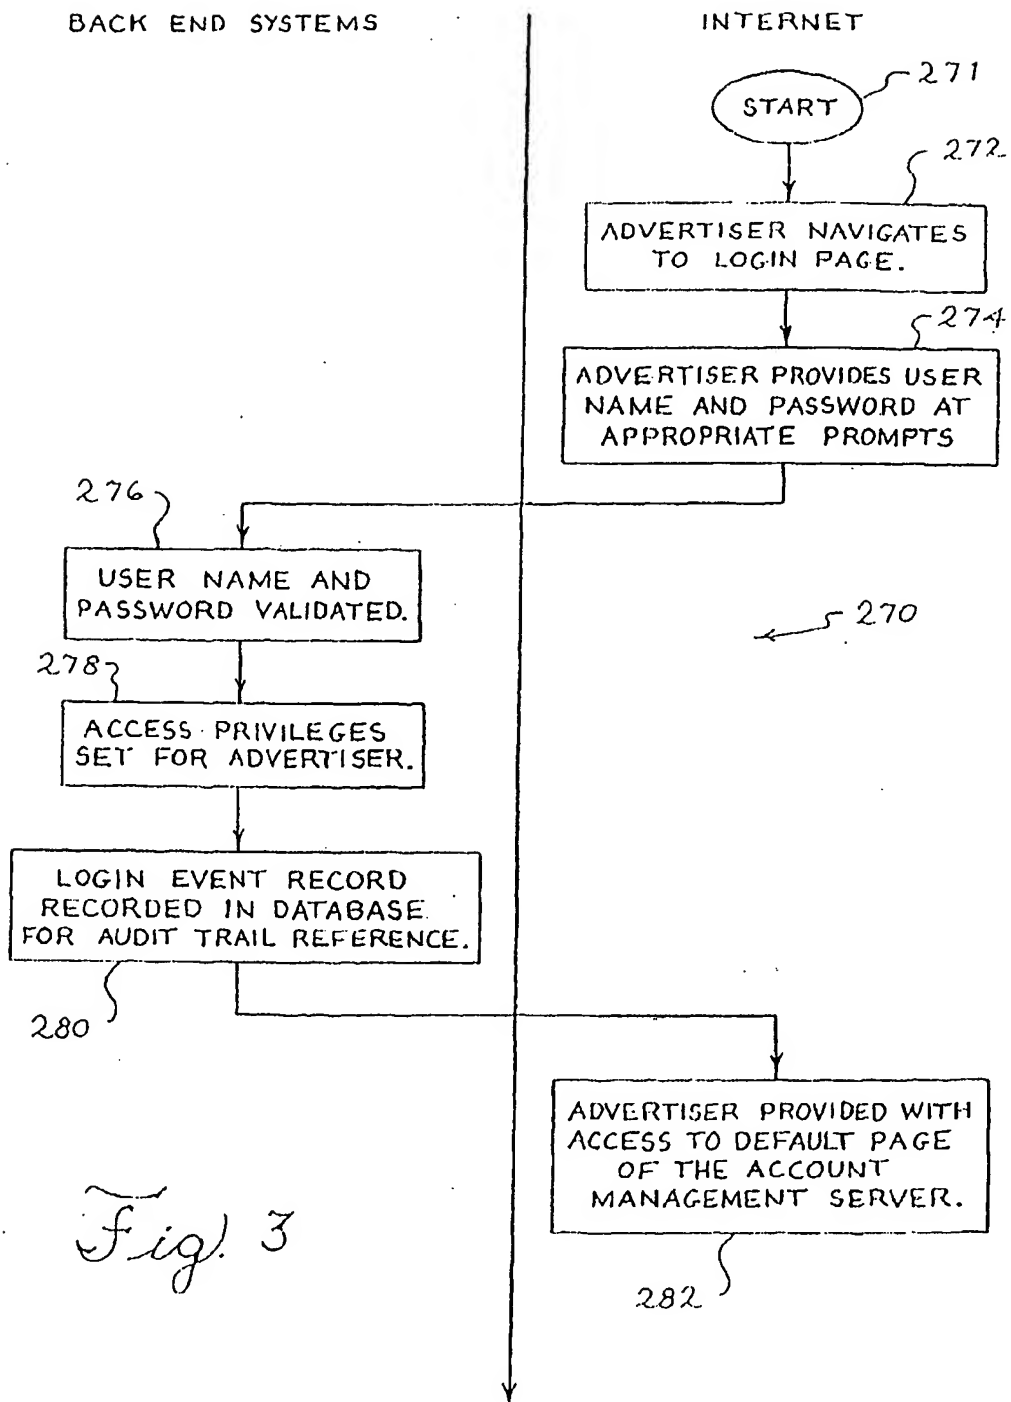 BACK END SYSTEMS
INTERNET
271
START
272
ADVERTISER NAVIGATES
TO LOGIN PAGE.
274
ADVERTISER PROVIDES USER
NAME AND PASSWORD AT
APPROPRIATE PROMPTS
276
USER NAME AND
PASSWORD VALIDATED.
270
278
ACCESS PRIVILEGES
SET FOR ADVERTISER.
LOGIN EVENT RECORD
RECORDED IN DATABASE
FOR AUDIT TRAIL REFERENCE.
280
ADVERTISER PROVIDED WITH
ACCESS TO DEFAULT PAGE
OF THE ACCOUNT
MANAGEMENT SERVER.
282
Fig. 3